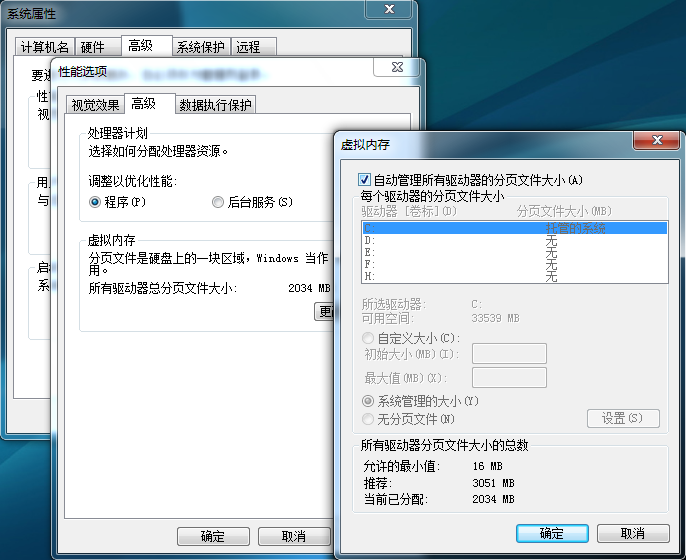 系统属性
计算机名 硬件 高级 系统保护 远程
性能选项
视觉效果 高级 数据执行保护
处理器计划
选择如何分配处理器资源。
调整以优化性能:
程序(P) 后台服务(S)
虚拟内存
分页文件是硬盘上的一块区域，Windows 当作
用。
所有驱动器总分页文件大小: 2034 MB
确定 取消
虚拟内存
自动管理所有驱动器的分页文件大小(A)
每个驱动器的分页文件大小
驱动器 [卷标](D) 分页文件大小(MB)
C: 托管的系统
D: 无
E: 无
F: 无
H: 无
所选驱动器: C:
可用空间: 33539 MB
自定义大小(C):
初始大小(MB)(I):
最大值(MB)(X):
系统管理的大小(Y)
无分页文件(N) 设置(S)
所有驱动器分页文件大小的总数
允许的最小值: 16 MB
推荐: 3051 MB
当前已分配: 2034 MB
确定 取消